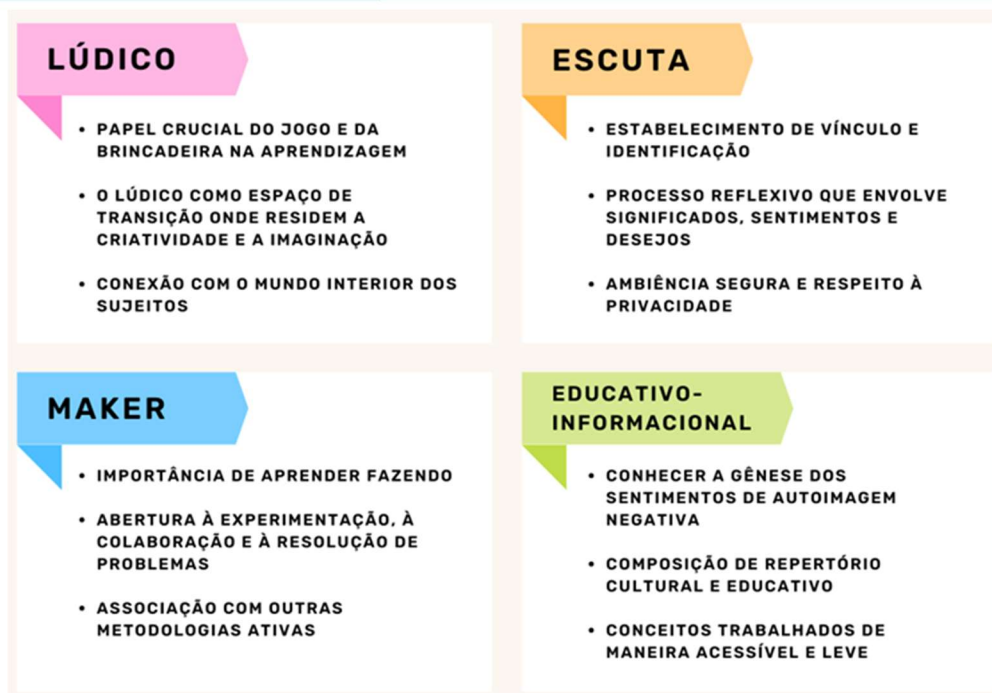 LÚDICO
• PAPEL CRUCIAL DO JOGO E DA
BRINCADEIRA NA APRENDIZAGEM
• O LÚDICO COMO ESPAÇO DE
TRANSIÇÃO ONDE RESIDEM A
CRIATIVIDADE E A IMAGINAÇÃO
• CONEXÃO COM O MUNDO INTERIOR DOS
SUJEITOS
ESCUTA
• ESTABELECIMENTO DE VÍNCULO E
IDENTIFICAÇÃO
• PROCESSO REFLEXIVO QUE ENVOLVE
SIGNIFICADOS, SENTIMENTOS E
DESEJOS
• AMBIÊNCIA SEGURA E RESPEITO À
PRIVACIDADE
MAKER
• IMPORTÂNCIA DE APRENDER FAZENDO
• ABERTURA À EXPERIMENTAÇÃO, À
COLABORAÇÃO E À RESOLUÇÃO DE
PROBLEMAS
• ASSOCIAÇÃO COM OUTRAS
METODOLOGIAS ATIVAS
EDUCATIVO-
INFORMACIONAL
• CONHECER A GÊNESE DOS
SENTIMENTOS DE AUTOIMAGEM
NEGATIVA
• COMPOSIÇÃO DE REPERTÓRIO
CULTURAL E EDUCATIVO
• CONCEITOS TRABALHADOS DE
MANEIRA ACESSÍVEL E LEVE